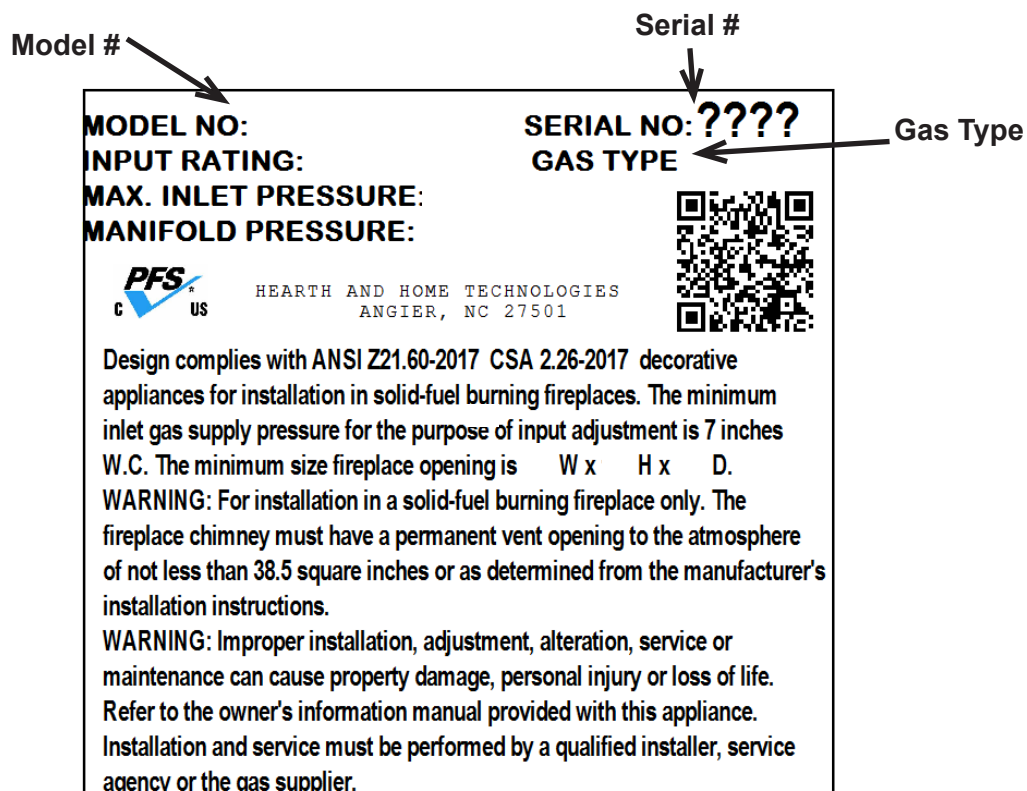 Serial #
Model #
MODEL NO: SERIAL NO: ????
Gas Type
INPUT RATING: GAS TYPE
MAX. INLET PRESSURE:
MANIFOLD PRESSURE:
PFS
C US
HEARTH AND HOME TECHNOLOGIES
ANGIER, NC 27501
Design complies with ANSI Z21.60-2017 CSA 2.26-2017 decorative
appliances for installation in solid-fuel burning fireplaces. The minimum
inlet gas supply pressure for the purpose of input adjustment is 7 inches
W.C. The minimum size fireplace opening is W x H x D.
WARNING: For installation in a solid-fuel burning fireplace only. The
fireplace chimney must have a permanent vent opening to the atmosphere
of not less than 38.5 square inches or as determined from the manufacturer's
installation instructions.
WARNING: Improper installation, adjustment, alteration, service or
maintenance can cause property damage, personal injury or loss of life.
Refer to the owner's information manual provided with this appliance.
Installation and service must be performed by a qualified installer, service
agency or the gas supplier.